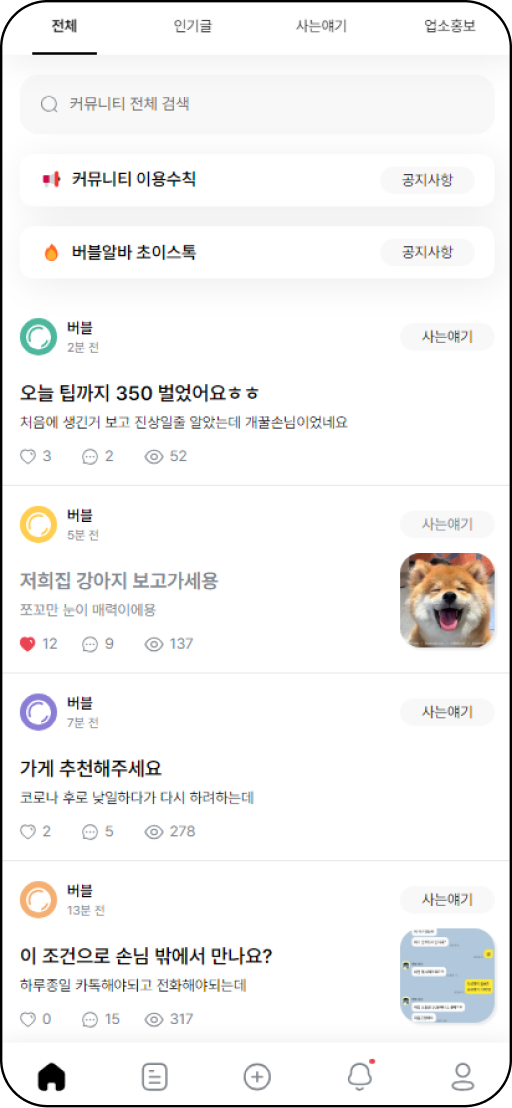 전체 인기글 사는얘기 업소홍보
커뮤니티 전체 검색
커뮤니티 이용수칙 공지사항
버블알바 초이스톡 공지사항
버블
2분 전
사는얘기
오늘 팁까지 350 벌었어요ㅎㅎ
처음에 생긴거 보고 진상일줄 알았는데 개꿀손님이었네요
3 2 52
버블
5분 전
사는얘기
저희집 강아지 보고가세용
쪼꼬만 눈이 매력이에용
12 9 137
버블
7분 전
사는얘기
가게 추천해주세요
코로나 후로 낮일하다가 다시 하려하는데
2 5 278
버블
13분 전
사는얘기
이 조건으로 손님 밖에서 만나요?
하루종일 카톡해야되고 전화해야되는데
0 15 317